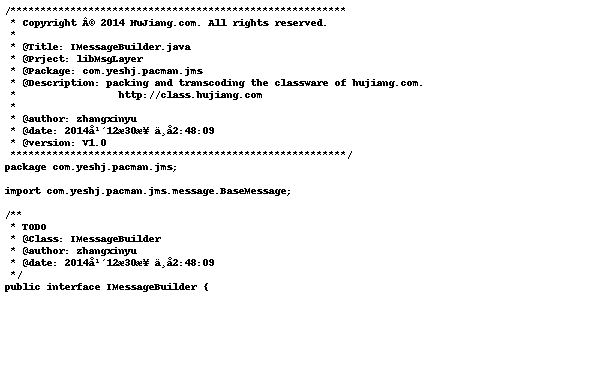 /********************************************************
 * Copyright Â© 2014 HuJiang.com. All rights reserved.
 *
 * @Title: IMessageBuilder.java
 * @Prject: libMsgLayer
 * @Package: com.yeshj.pacman.jms
 * @Description: packing and transcoding the classware of hujiang.com.
 *                 http://class.hujiang.com
 *
 * @author: zhangxinyu
 * @date: 2014å¹´12æ30æ¥ ä¸å2:48:09
 * @version: V1.0
 ********************************************************/
package com.yeshj.pacman.jms;
import com.yeshj.pacman.jms.message.BaseMessage;
/**
 * TODO
 * @Class: IMessageBuilder
 * @author: zhangxinyu
 * @date: 2014å¹´12æ30æ¥ ä¸å2:48:09
 */
public interface IMessageBuilder {